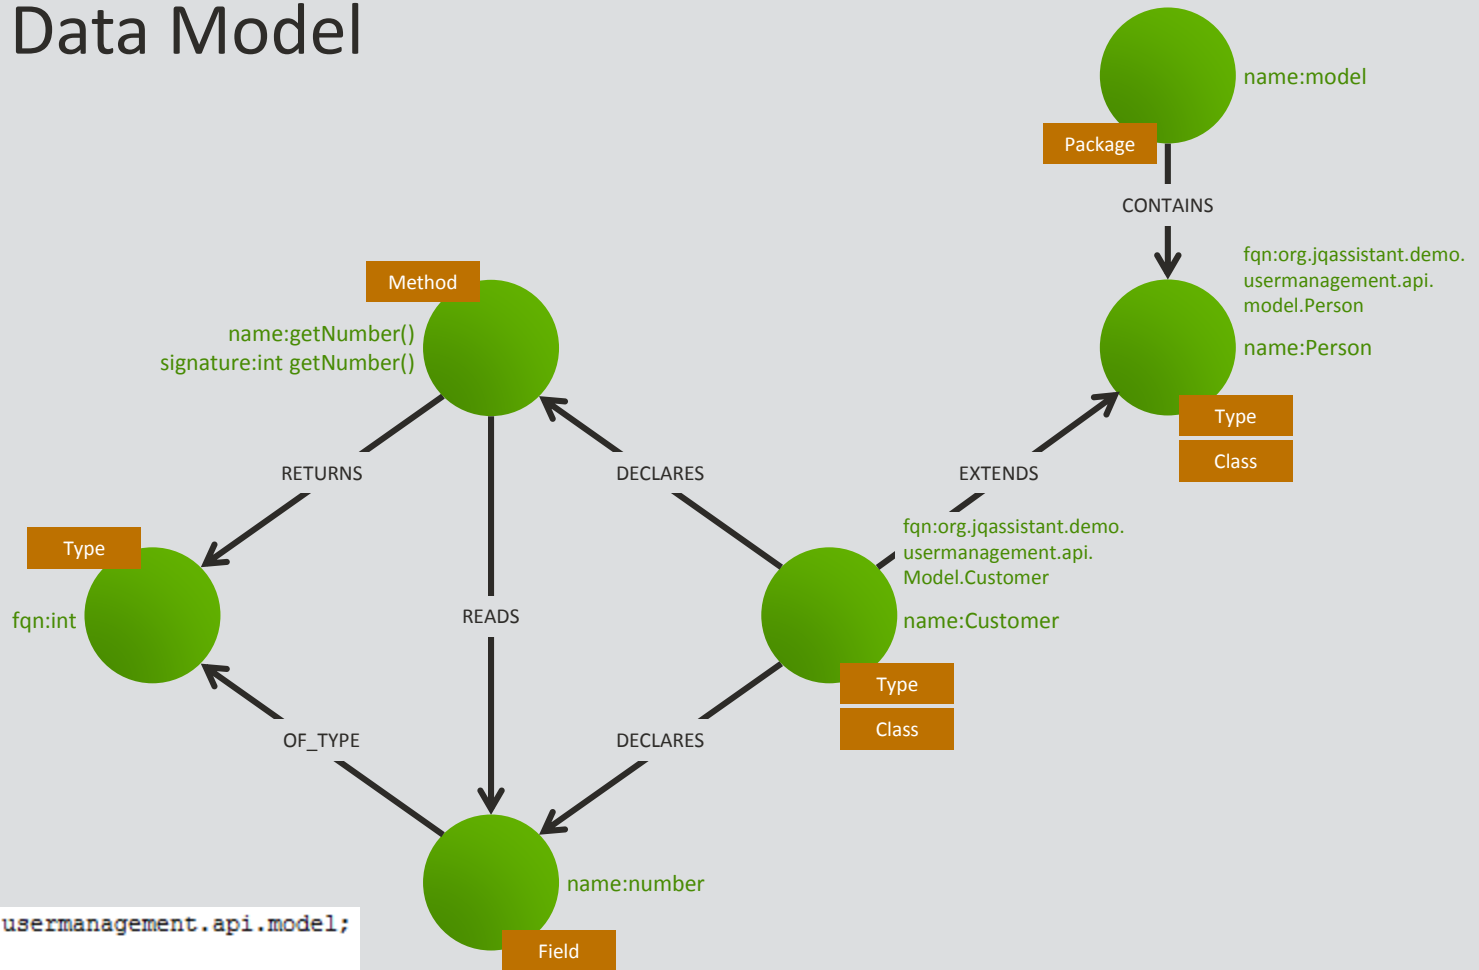 Data Model
name:model
Package
CONTAINS
fqn:org.jqassistant.demo.
usermanagement.api.
model.Person
name:Person
Type
Class
Method
name:getNumber()
signature:int getNumber()
RETURNS
DECLARES
EXTENDS
Type
fqn:int
READS
fqn:org.jqassistant.demo.
usermanagement.api.
Model.Customer
name:Customer
Type
Class
OF_TYPE
DECLARES
name:number
Field
usermanagement.api.model;